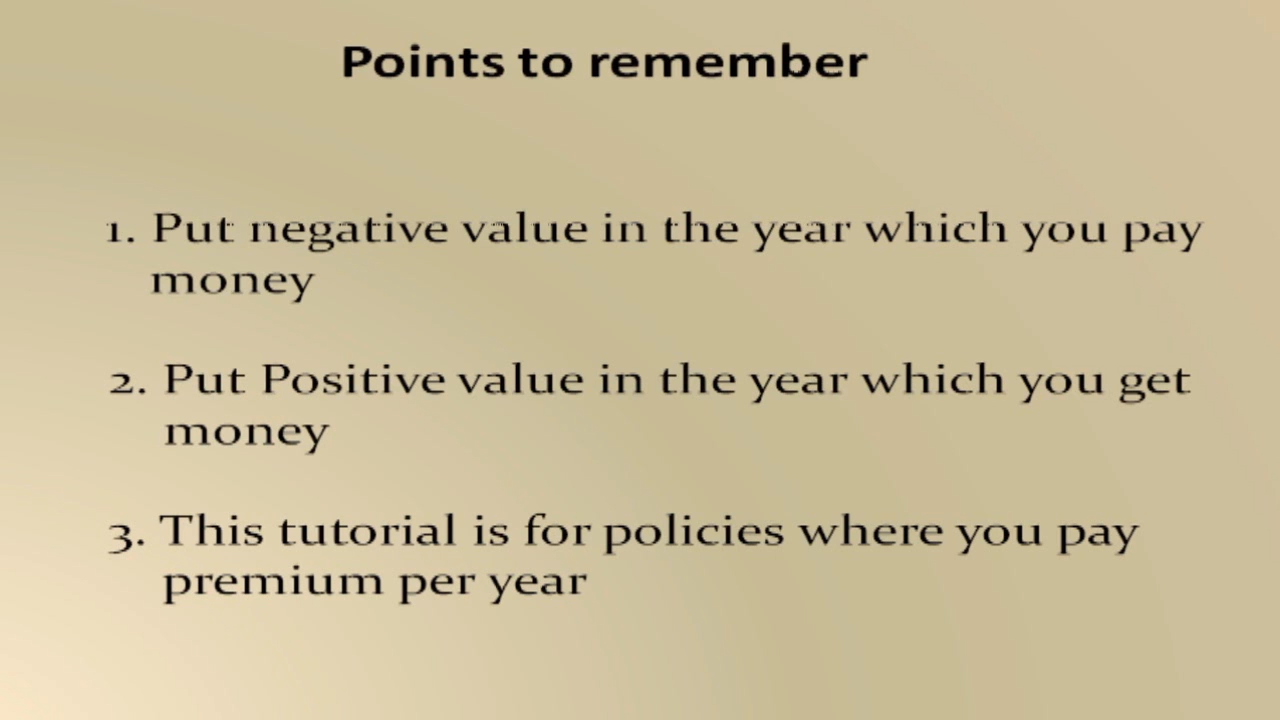 Points to remember
1. Put negative value in the year which you pay
money
2. Put Positive value in the year which you get
money
3. This tutorial is for policies where you pay
premium per year